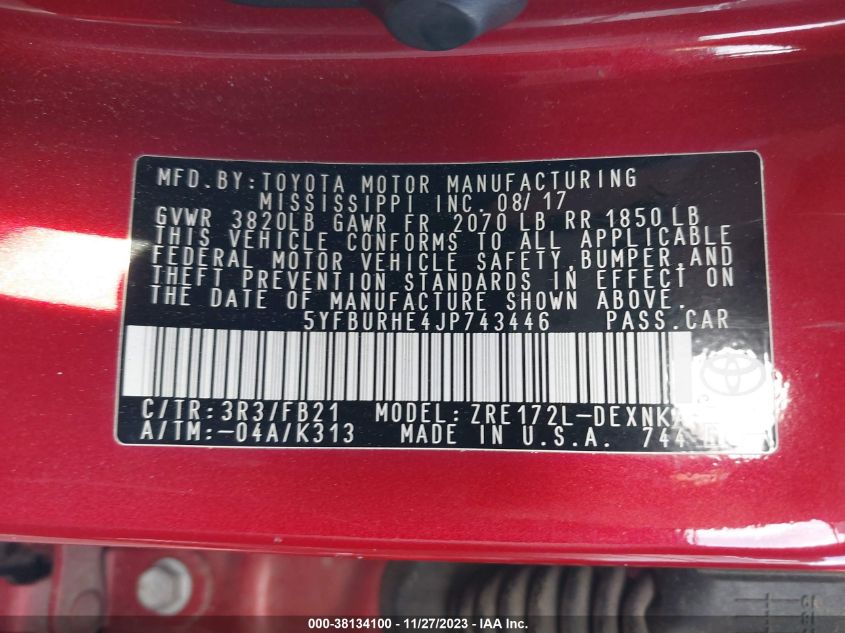 MFD.BY:TOYOTA MOTOR MANUFACTURING
MISSISSIPPI INC. 08/17
GVWR 3820LB GAWR FR 2070 LB RR 1850 LB
THIS VEHICLE CONFORMS TO ALL APPLICABLE
FEDERAL MOTOR VEHICLE SAFETY,BUMPER,AND
THEFT PREVENTION STANDARDS IN EFFECT ON
THE DATE OF MANUFACTURE SHOWN ABOVE.
5YFBURHE4JP743446 PASS.CAR
C/TR:3R3/FB21 MODEL:
A/TM:-04A/K313 MADE IN U.S.A.
000-38134100 - 11/27/2023 - IAA Inc.